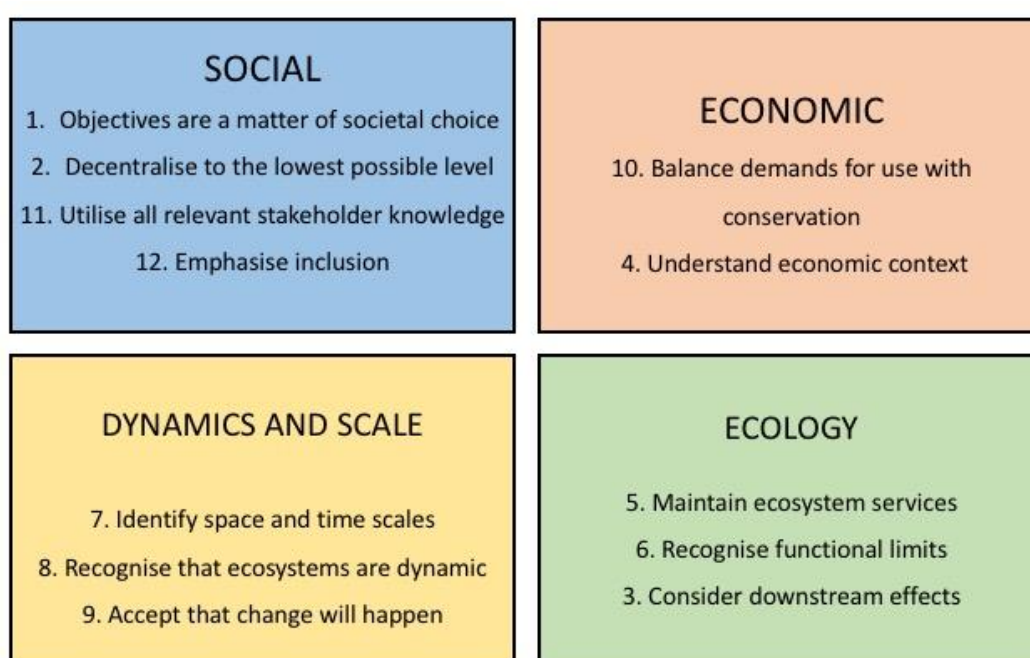 SOCIAL
1. Objectives are a matter of societal choice
2. Decentralise to the lowest possible level
11. Utilise all relevant stakeholder knowledge
12. Emphasise inclusion
ECONOMIC
10. Balance demands for use with
conservation
4. Understand economic context
DYNAMICS AND SCALE
7. Identify space and time scales
8. Recognise that ecosystems are dynamic
9. Accept that change will happen
ECOLOGY
5. Maintain ecosystem services
6. Recognise functional limits
3. Consider downstream effects